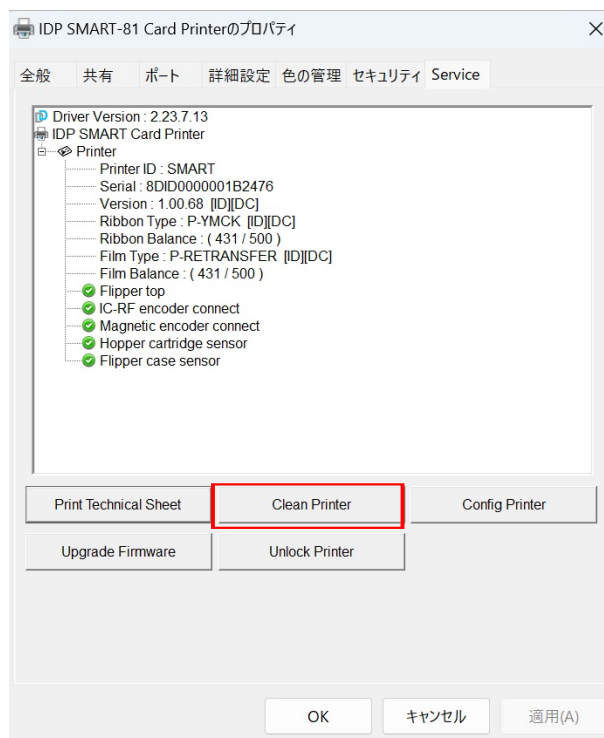 IDP SMART-81 Card Printerのプロパティ
全般 共有 ポート 詳細設定 色の管理 セキュリティ Service
Driver Version : 2.23.7.13
IDP SMART Card Printer
Printer
Printer ID : SMART
Serial : 8DID0000001B2476
Version : 1.00.68 [ID][DC]
Ribbon Type : P-YMCK [ID][DC]
Ribbon Balance : ( 431 / 500 )
Film Type : P-RETRANSFER [ID][DC]
Film Balance : ( 431 / 500 )
Flipper top
IC-RF encoder connect
Magnetic encoder connect
Hopper cartridge sensor
Flipper case sensor
Print Technical Sheet Clean Printer Config Printer
Upgrade Firmware Unlock Printer
OK キャンセル 適用(A)